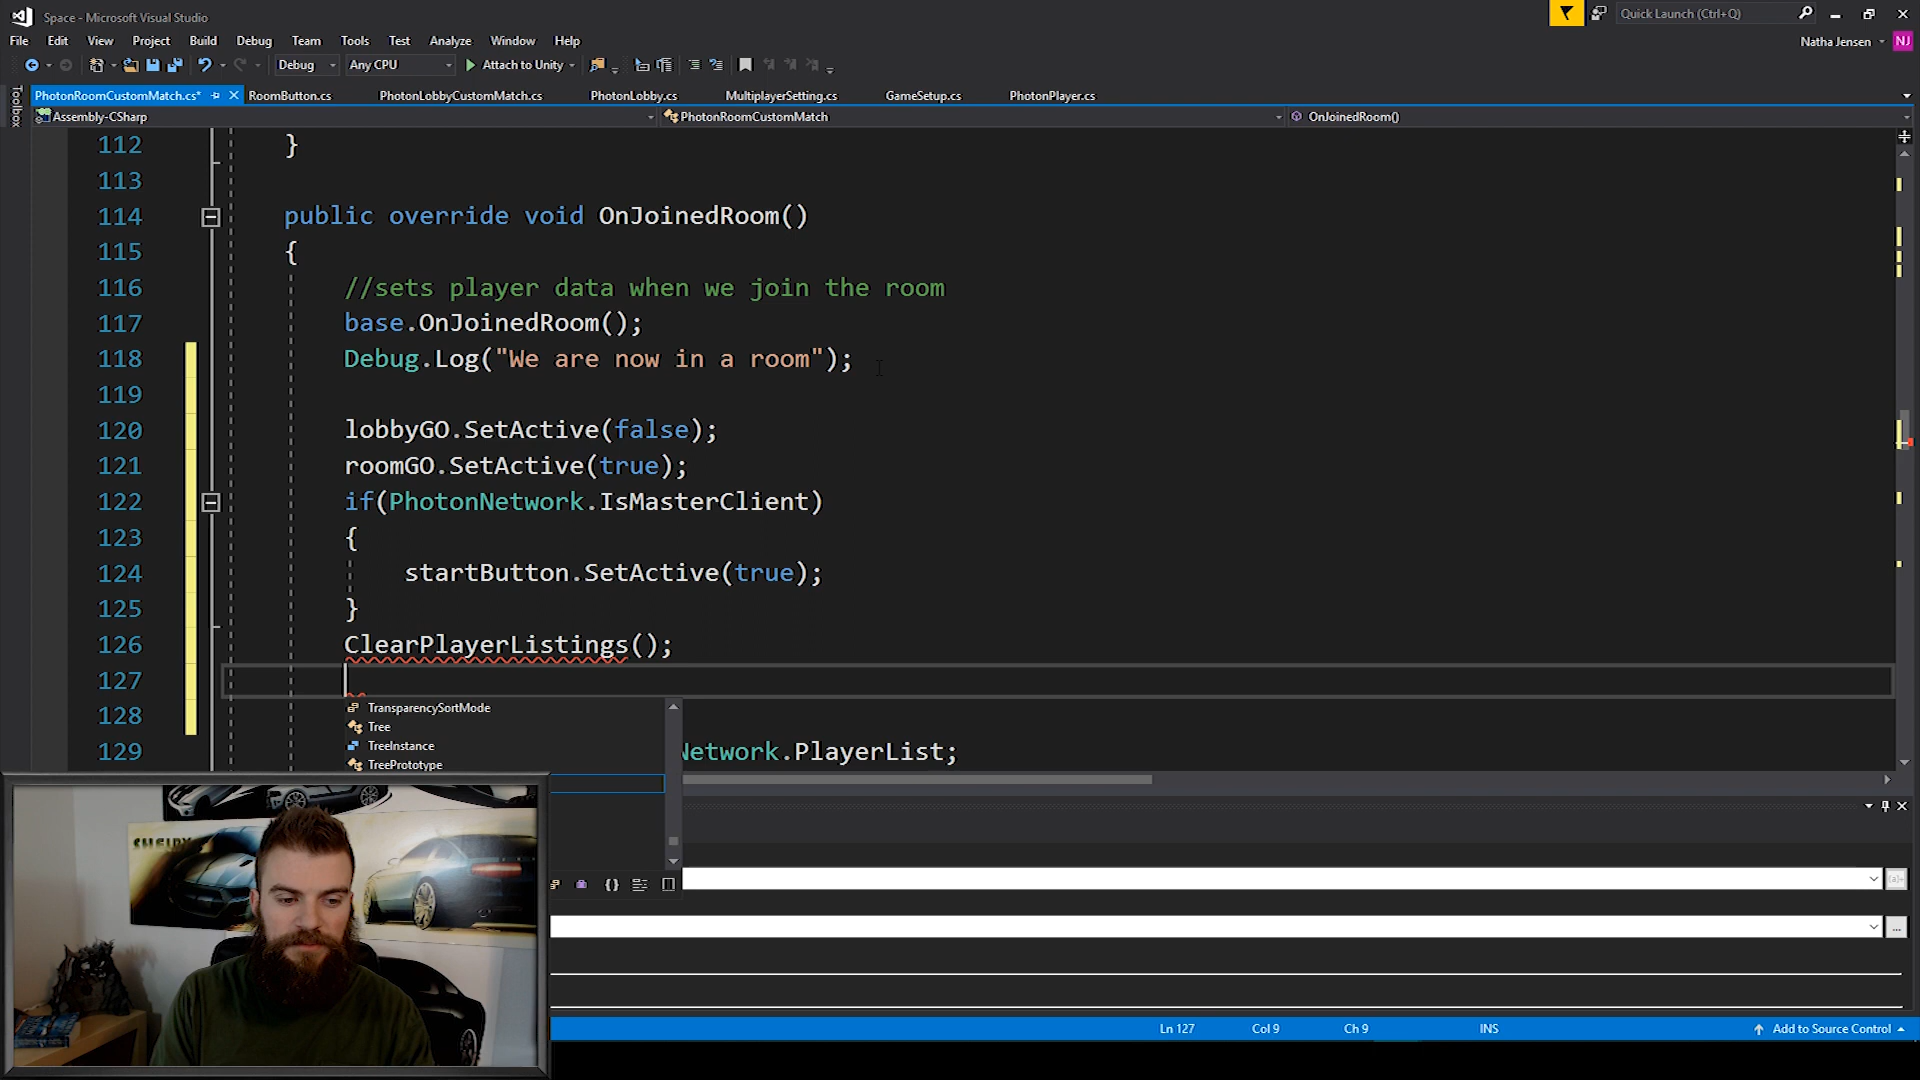 Space - Microsoft Visual Studio
Quick Launch (Ctrl+Q)
File Edit View Project Build Debug Team Tools Test Analyze Window Help
Natha Jensen NJ
Debug Any CPU Attach to Unity
Toolbox
PhotonRoomCustomMatch.cs* RoomButton.cs PhotonLobbyCustomMatch.cs PhotonLobby.cs MultiplayerSetting.cs GameSetup.cs PhotonPlayer.cs
Assembly-CSharp PhotonRoomCustomMatch OnJoinedRoom()
112 }
113
114 public override void OnJoinedRoom()
115 {
116 //sets player data when we join the room
117 base.OnJoinedRoom();
118 Debug.Log("We are now in a room");
119
120 lobbyGO.SetActive(false);
121 roomGO.SetActive(true);
122 if(PhotonNetwork.IsMasterClient)
123 {
124 startButton.SetActive(true);
125 }
126 ClearPlayerListings();
127
TransparencySortMode
128
Tree
TreeInstance
129 Network.PlayerList;
TreePrototype
SHELBY
Ln 127 Col 9 Ch 9 INS Add to Source Control